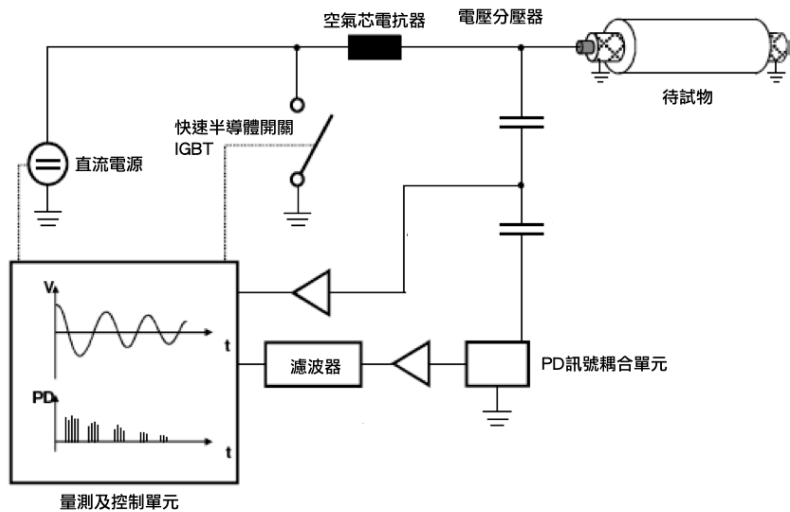 空氣芯電抗器
電壓分壓器
待試物
快速半導體開關
IGBT
直流電源
V
t
PD
t
濾波器
PD訊號耦合單元
量測及控制單元